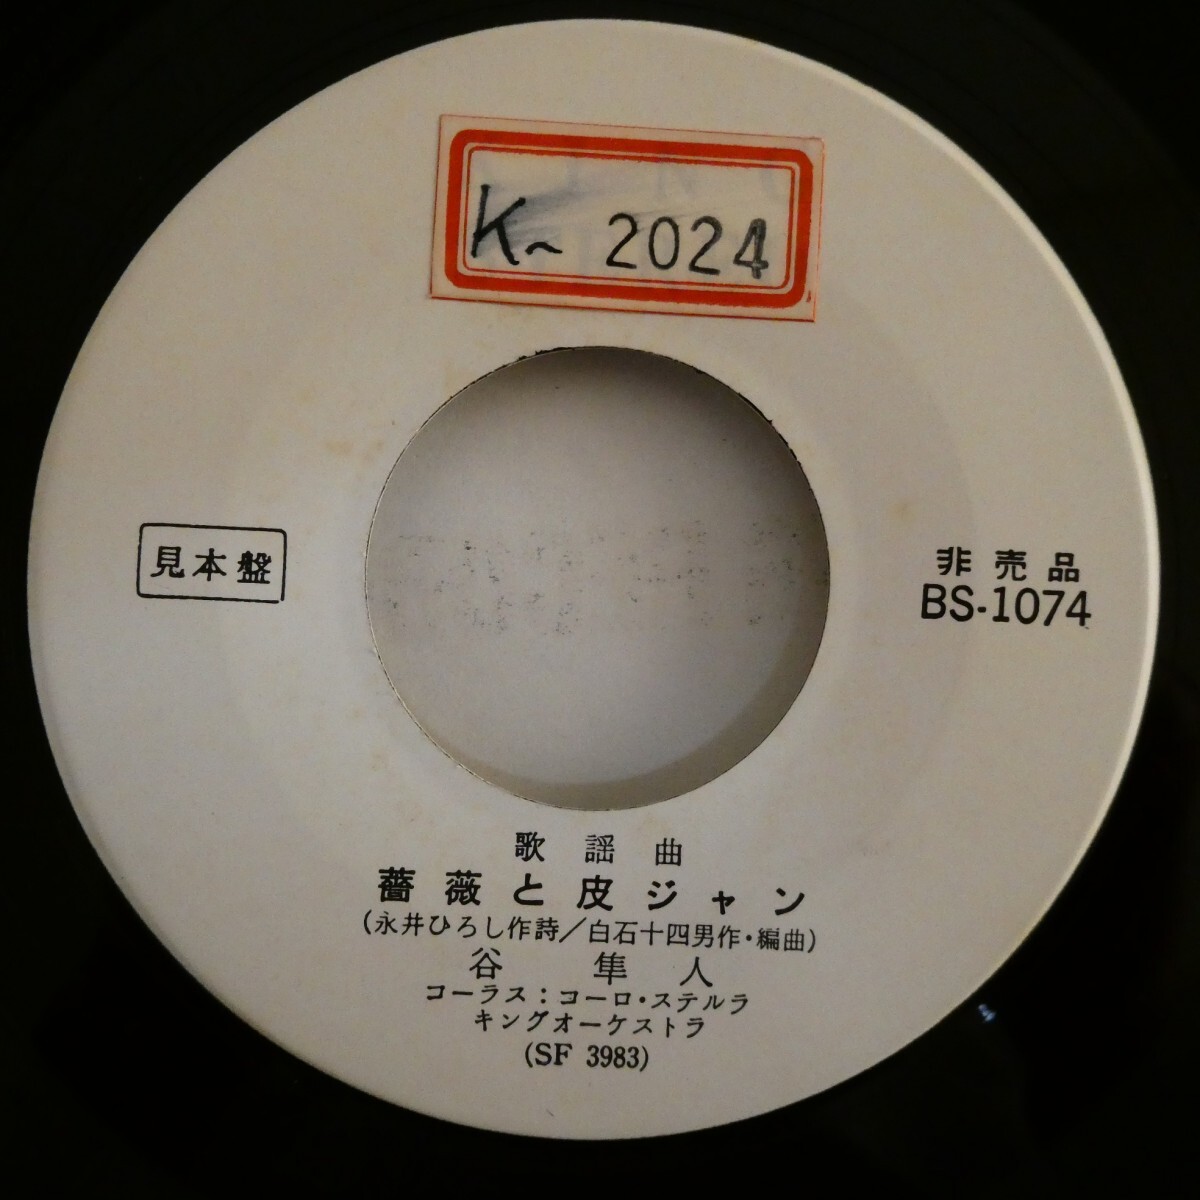 K~ 2024
見本盤
非売品
BS-1074
歌謡曲
薔薇と皮ジャン
(永井ひろし作詩/白石十四男作・編曲)
谷隼人
コーラス:コーロ・ステルラ
キングオーケストラ
(SF 3983)